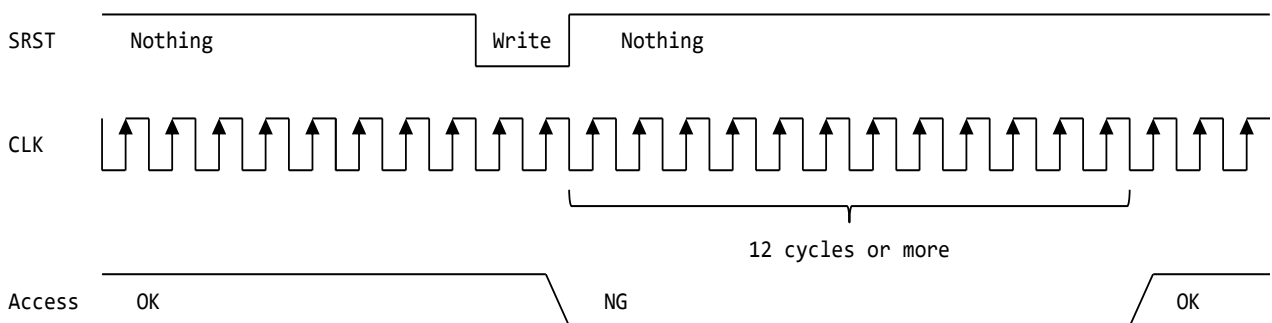 SRST Nothing Write Nothing
CLK
12 cycles or more
Access OK NG OK